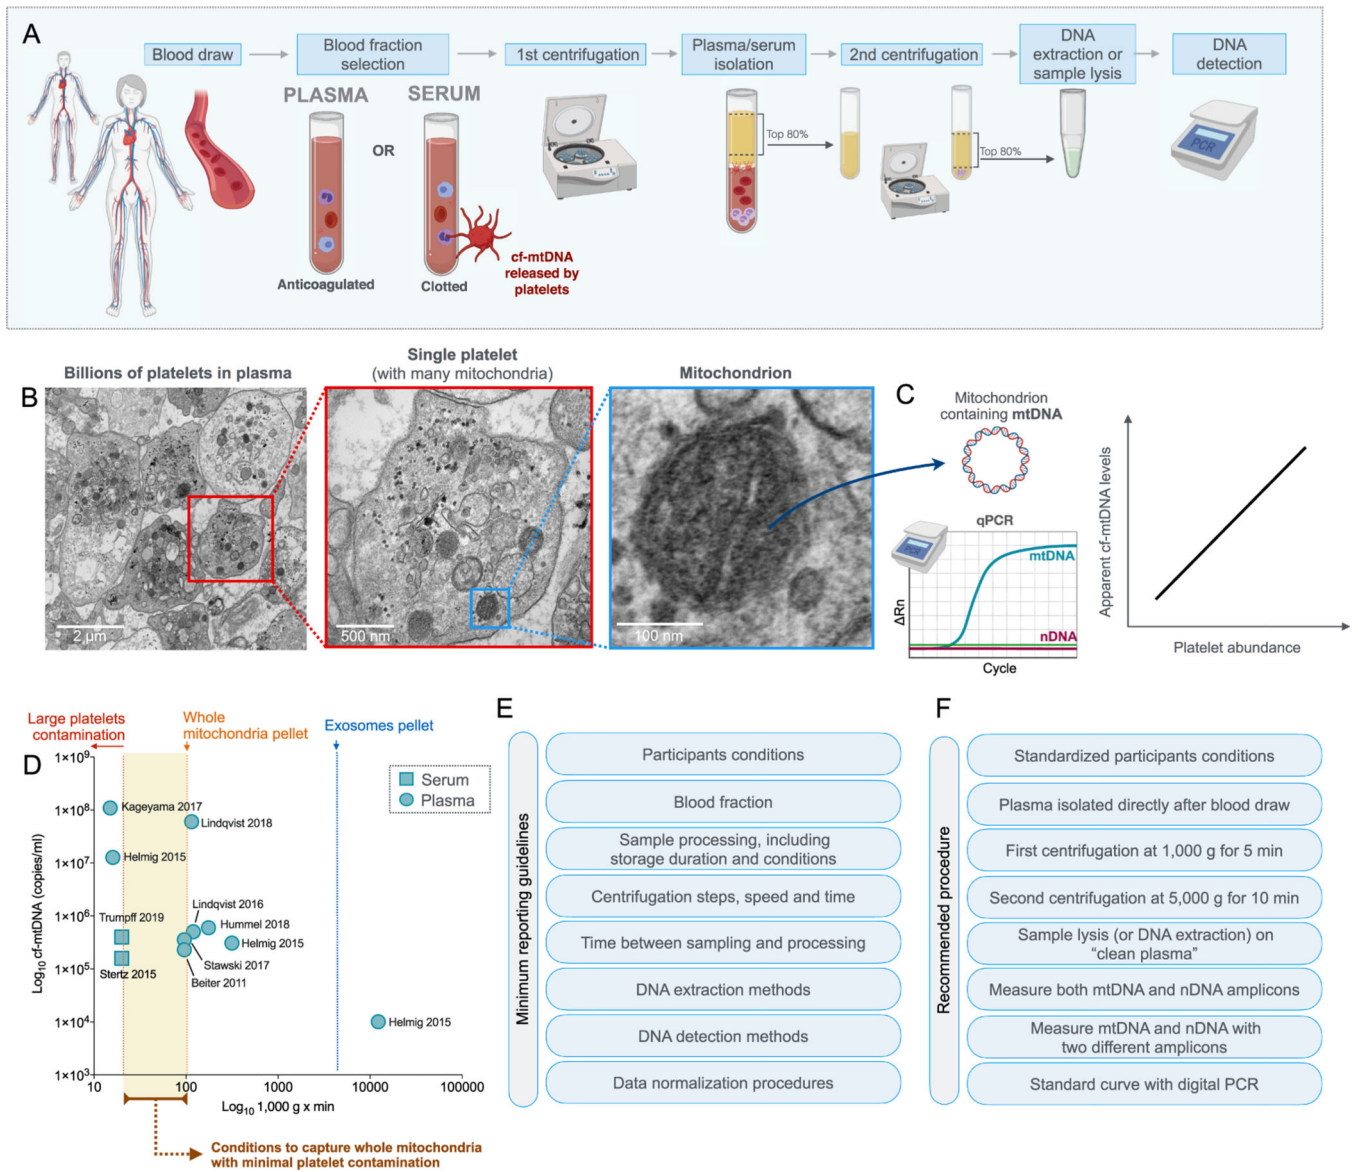 A
Blood draw
Blood fraction
selection
1st centrifugation
Plasma/serum
isolation
2nd centrifugation
DNA
extraction or
sample lysis
DNA
detection
PLASMA
SERUM
OR
Anticoagulated
Clotted
cf-mtDNA
released by
platelets
Top 80%
Top 80%
PCR
B
Billions of platelets in plasma
Single platelet
(with many mitochondria)
Mitochondrion
2 µm
500 nm
100 nm
C
Mitochondrion
containing mtDNA
qPCR
PCR
mtDNA
nDNA
ΔRn
Cycle
Apparent cf-mtDNA levels
Platelet abundance
D
Large platelets
contamination
Whole
mitochondria pellet
Exosomes pellet
Serum
Plasma
Log10 cf-mtDNA (copies/ml)
1×10⁹
1×10⁸
1×10⁷
1×10⁶
1×10⁵
1×10⁴
1×10³
Kageyama 2017
Lindqvist 2018
Helmig 2015
Lindqvist 2016
Trumpff 2019
Hummel 2018
Helmig 2015
Stawski 2017
Stertz 2015
Beiter 2011
Helmig 2015
10
100
1000
10000
100000
Log10 1,000 g x min
Conditions to capture whole mitochondria
with minimal platelet contamination
E
Minimum reporting guidelines
Participants conditions
Blood fraction
Sample processing, including
storage duration and conditions
Centrifugation steps, speed and time
Time between sampling and processing
DNA extraction methods
DNA detection methods
Data normalization procedures
F
Recommended procedure
Standardized participants conditions
Plasma isolated directly after blood draw
First centrifugation at 1,000 g for 5 min
Second centrifugation at 5,000 g for 10 min
Sample lysis (or DNA extraction) on
“clean plasma”
Measure both mtDNA and nDNA amplicons
Measure mtDNA and nDNA with
two different amplicons
Standard curve with digital PCR